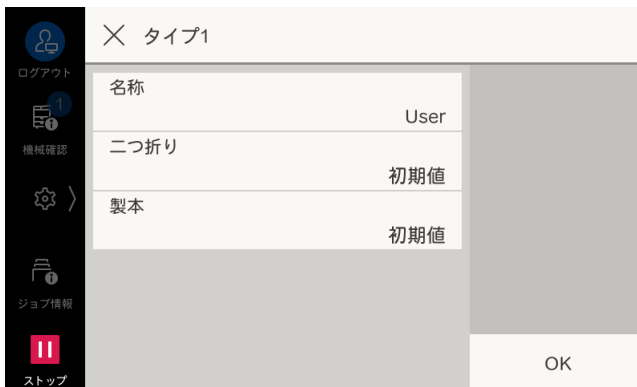 ログアウト
1
機械確認
ジョブ情報
ストップ
タイプ1
名称
User
二つ折り
初期値
製本
初期値
OK